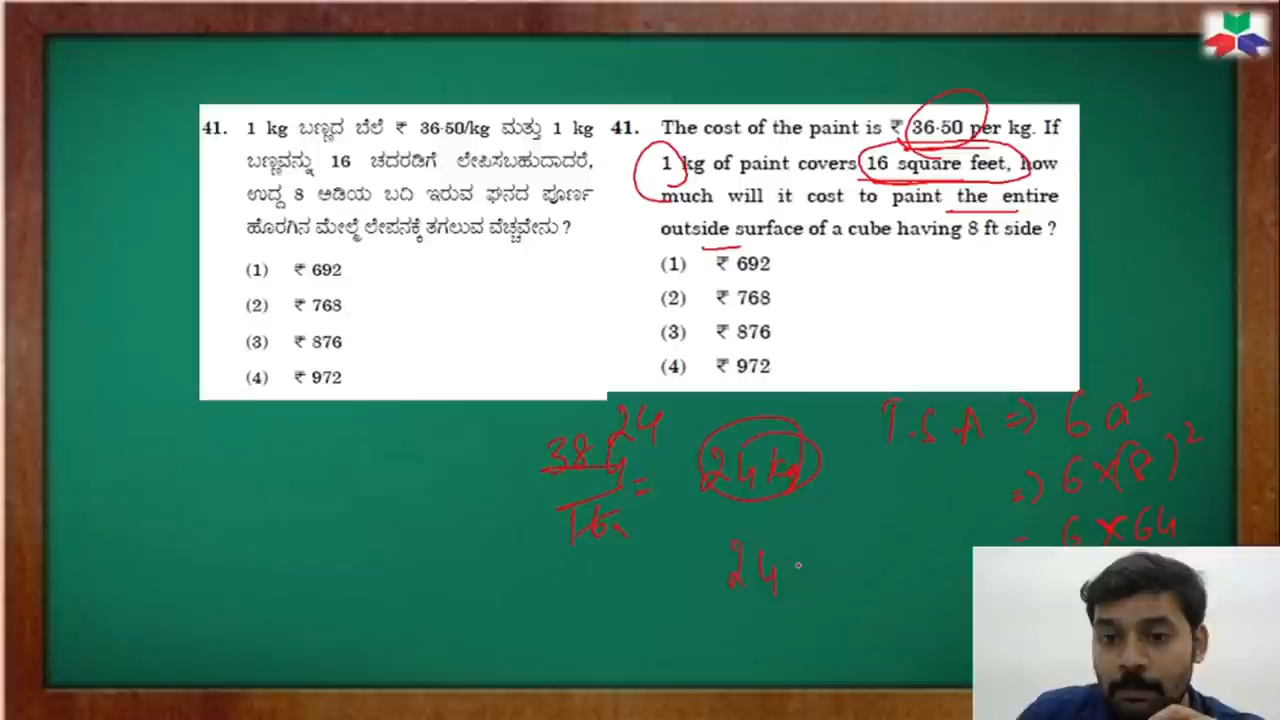 41. 1 kg ಬಣ್ಣದ ಬೆಲೆ ₹ 36·50/kg ಮತ್ತು 1 kg
ಬಣ್ಣವನ್ನು 16 ಚದರಡಿಗೆ ಲೇಪಿಸಬಹುದಾದರೆ,
ಉದ್ದ 8 ಅಡಿಯ ಬದಿ ಇರುವ ಘನದ ಪೂರ್ಣ
ಹೊರಗಿನ ಮೇಲ್ಮೈ ಲೇಪನಕ್ಕೆ ತಗಲುವ ವೆಚ್ಚವೇನು ?
(1) ₹ 692
(2) ₹ 768
(3) ₹ 876
(4) ₹ 972
41. The cost of the paint is ₹ 36·50 per kg. If
1 kg of paint covers 16 square feet, how
much will it cost to paint the entire
outside surface of a cube having 8 ft side ?
(1) ₹ 692
(2) ₹ 768
(3) ₹ 876
(4) ₹ 972
24
384
16
= 24 kg
24
T.S.A ⇒ 6a²
⇒ 6×(8)²
= 6×64